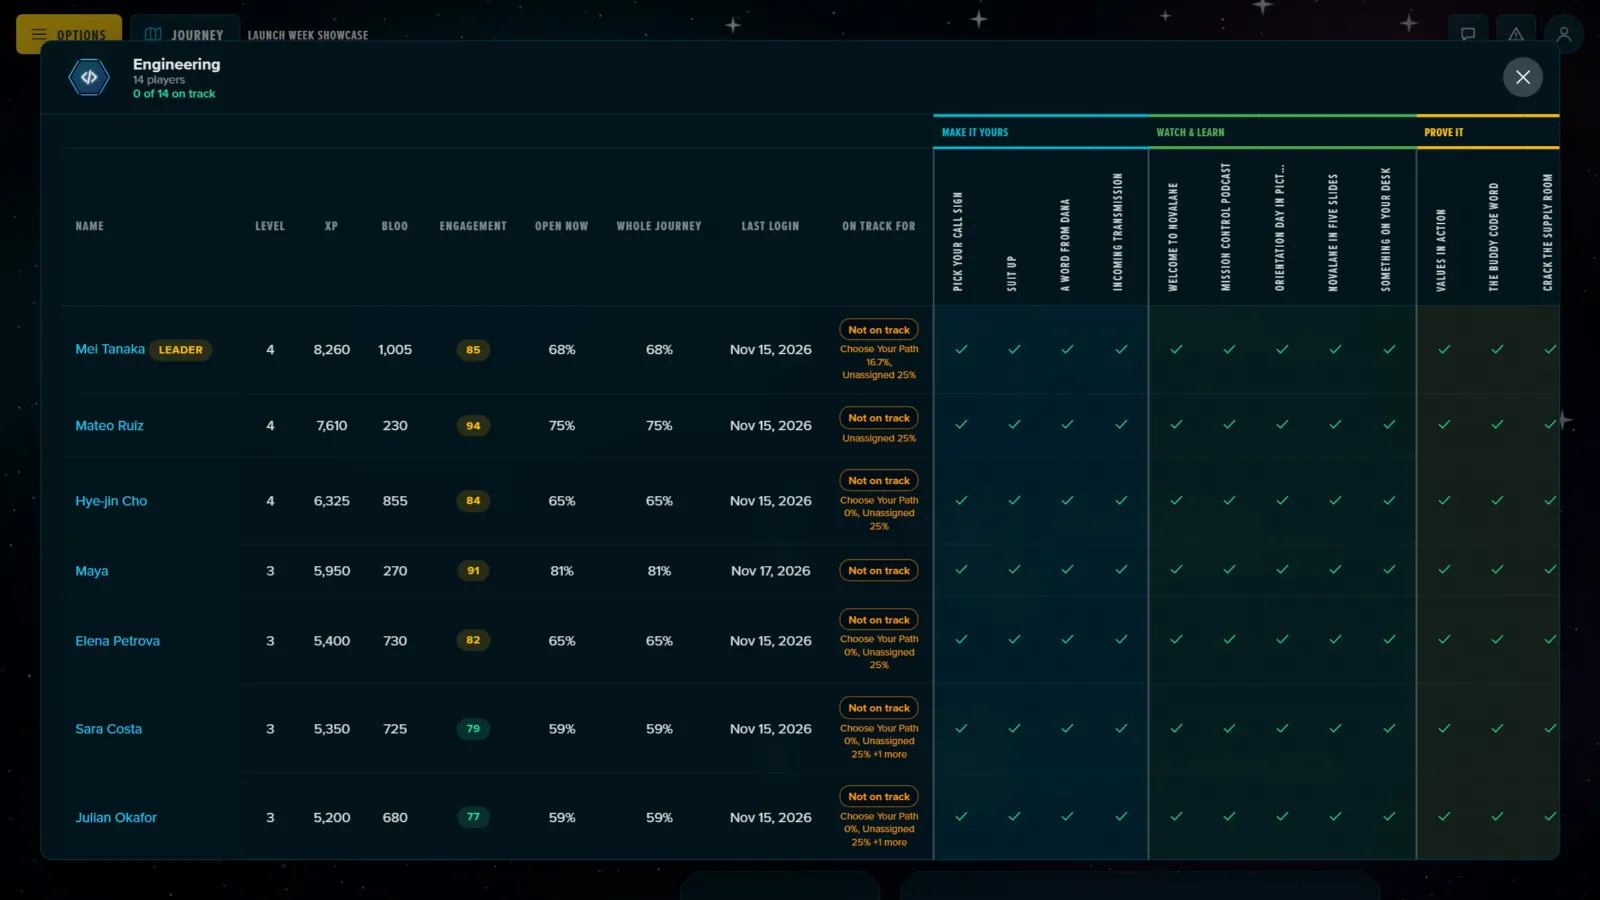 OPTIONS
JOURNEY
LAUNCH WEEK SHOWCASE
Engineering
14 players
0 of 14 on track
MAKE IT YOURS
WATCH & LEARN
PROVE IT
NAME
LEVEL
XP
BLOO
ENGAGEMENT
OPEN NOW
WHOLE JOURNEY
LAST LOGIN
ON TRACK FOR
PICK YOUR CALL SIGN
SUIT UP
A WORD FROM DANA
INCOMING TRANSMISSION
WELCOME TO NOVALANE
MISSION CONTROL PODCAST
ORIENTATION DAY IN PICT...
NOVALANE IN FIVE SLIDES
SOMETHING ON YOUR DESK
VALUES IN ACTION
THE BUDDY CODE WORD
CRACK THE SUPPLY ROOM
Mei Tanaka LEADER 4 8,260 1,005 85 68% 68% Nov 15, 2026
Not on track
Choose Your Path
16.7%,
Unassigned 25%
Mateo Ruiz 4 7,610 230 94 75% 75% Nov 15, 2026
Not on track
Unassigned 25%
Hye-jin Cho 4 6,325 855 84 65% 65% Nov 15, 2026
Not on track
Choose Your Path
0%, Unassigned
25%
Maya 3 5,950 270 91 81% 81% Nov 17, 2026 Not on track
Elena Petrova 3 5,400 730 82 65% 65% Nov 15, 2026
Not on track
Choose Your Path
0%, Unassigned
25%
Sara Costa 3 5,350 725 79 59% 59% Nov 15, 2026
Not on track
Choose Your Path
0%, Unassigned
25% +1 more
Julian Okafor 3 5,200 680 77 59% 59% Nov 15, 2026
Not on track
Choose Your Path
0%, Unassigned
25% +1 more